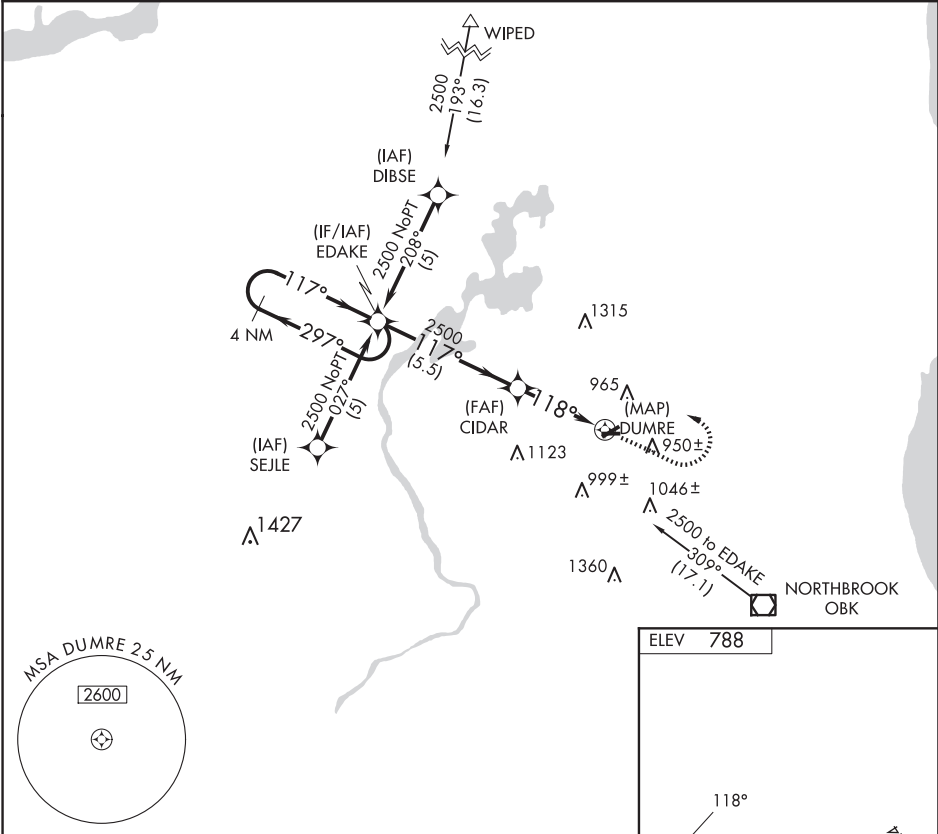 WIPED
2500
193°
(16.3)
(IAF)
DIBSE
2500 NoPT
208°
(5)
(IF/IAF)
EDAKE
117°
297°
4 NM
2500
117°
(5.5)
1315
965
2500 NoPT
027°
(5)
(IAF)
SEJLE
(FAF)
CIDAR
118°
(MAP)
DUMRE
950±
1123
999±
1046±
1427
2500 to EDAKE
309°
(17.1)
1360
NORTHBROOK
OBK
MSA DUMRE 25 NM
2600
ELEV 788
118°